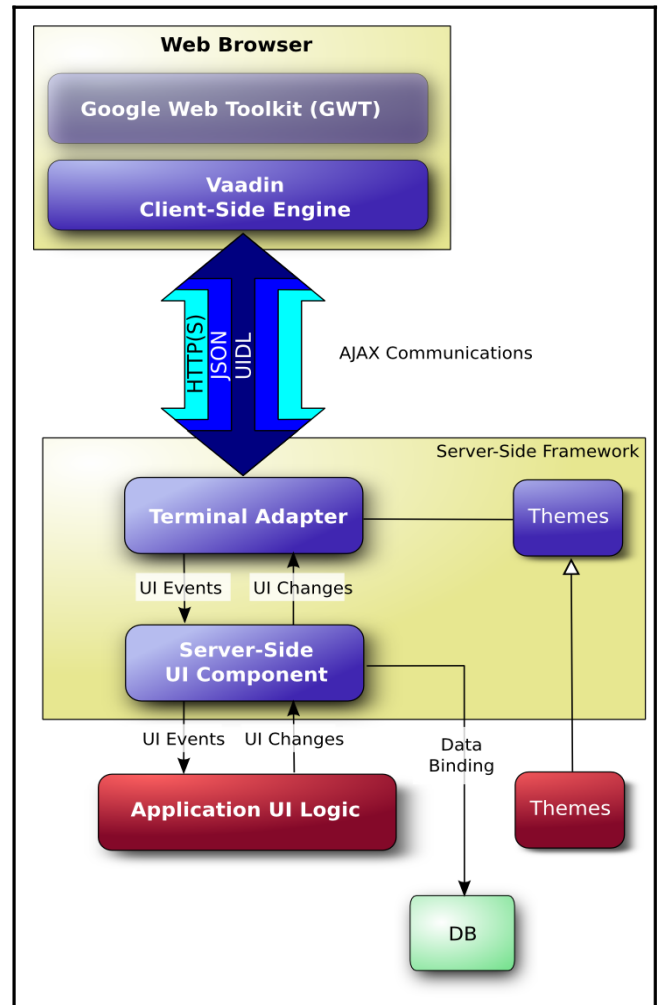 Web Browser
Google Web Toolkit (GWT)
Vaadin
Client-Side Engine
HTTP(S)
JSON
UIDL
AJAX Communications
Server-Side Framework
Terminal Adapter
Themes
UI Events
UI Changes
Server-Side
UI Component
UI Events
UI Changes
Data
Binding
Application UI Logic
Themes
DB